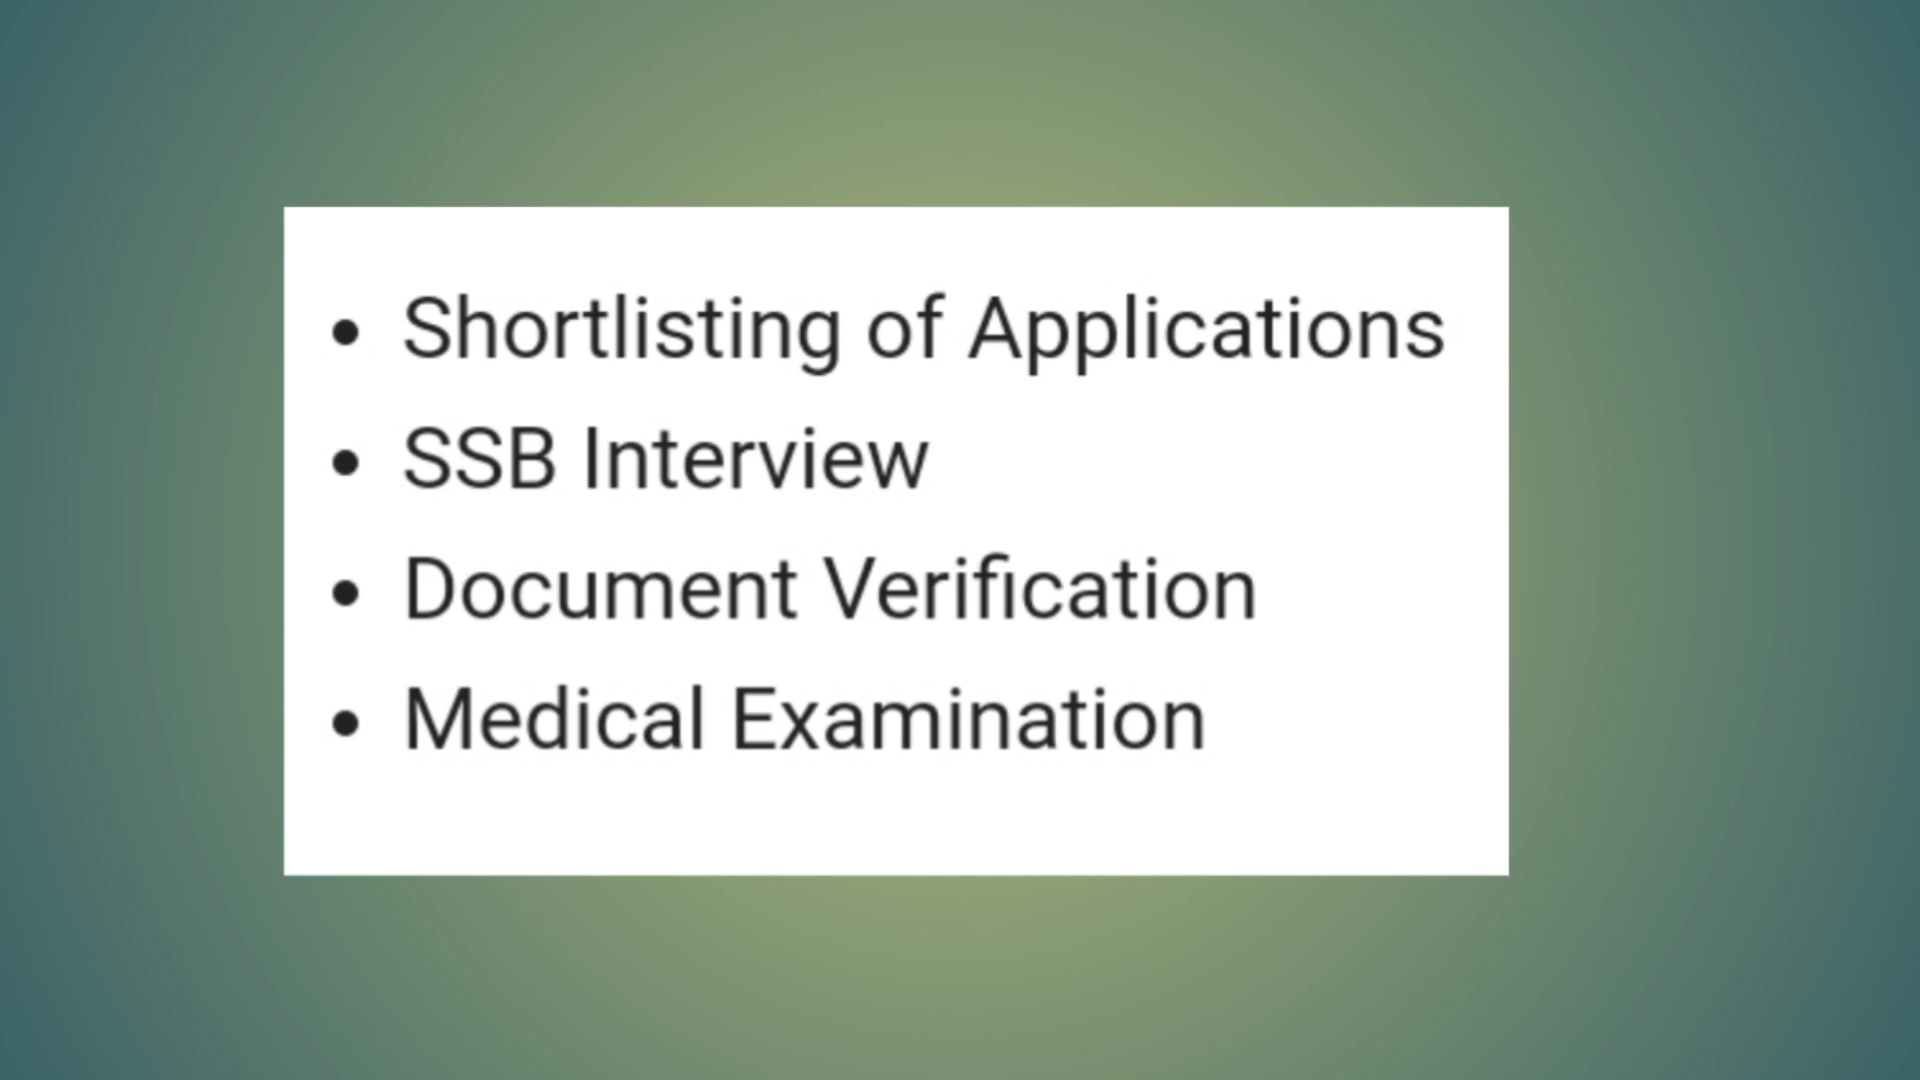 • Shortlisting of Applications
• SSB Interview
• Document Verification
• Medical Examination